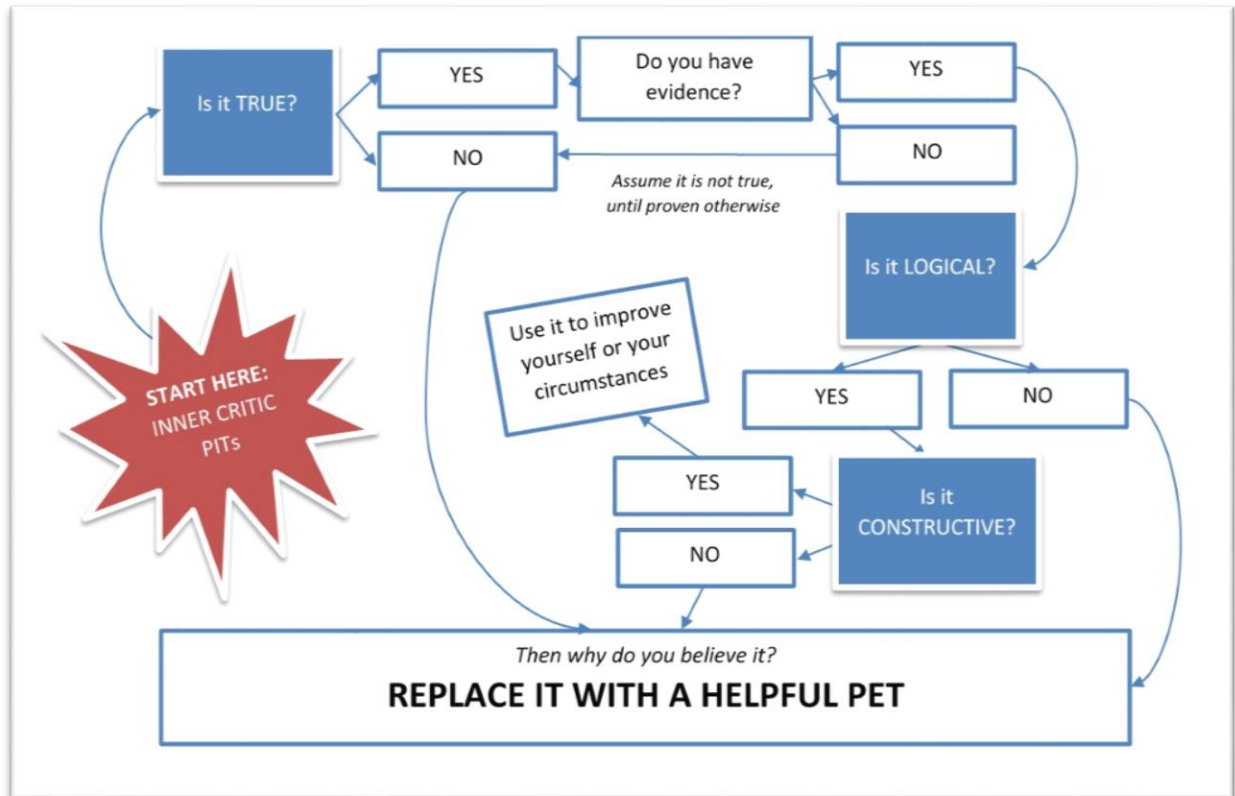 Is it TRUE?
YES
NO
Do you have
evidence?
YES
NO
Assume it is not true,
until proven otherwise
Is it LOGICAL?
YES
NO
Is it
CONSTRUCTIVE?
YES
NO
Use it to improve
yourself or your
circumstances
START HERE:
INNER CRITIC
PITs
Then why do you believe it?
REPLACE IT WITH A HELPFUL PET